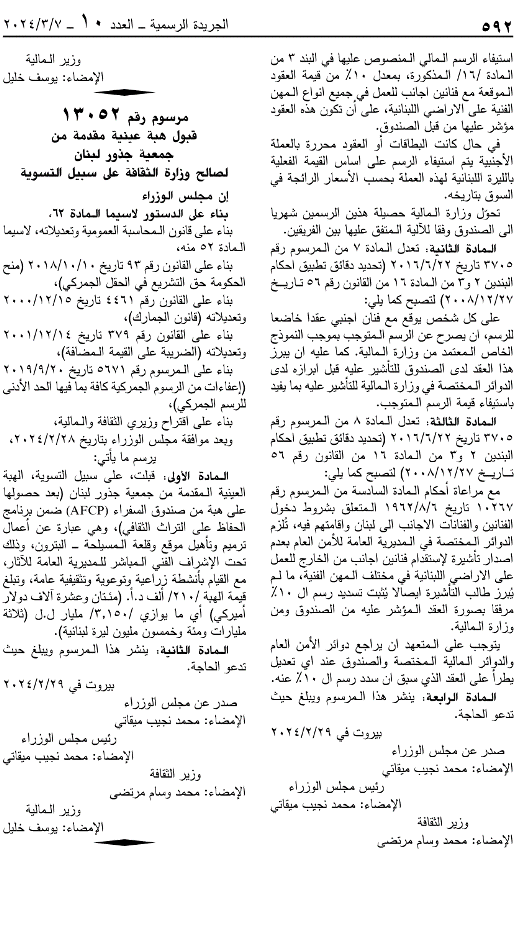 ٥٩٢
الجريدة الرسمية ــ العدد ١٠ ــ ٢٠٢٤/٣/٧
استيفاء الرسم المالي المنصوص عليها في البند ٣ من
المادة /١٦/ المذكورة، بمعدل ١٠٪ من قيمة العقود
الموقعة مع فنانين اجانب للعمل في جميع انواع المهن
الفنية على الاراضي اللبنانية، على أن تكون هذه العقود
مؤشر عليها من قبل الصندوق.
في حال كانت البطاقات أو العقود محررة بالعملة
الأجنبية يتم استيفاء الرسم على اساس القيمة الفعلية
بالليرة اللبنانية لهذه العملة بحسب الأسعار الرائجة في
السوق بتاريخه.
تحوّل وزارة المالية حصيلة هذين الرسمين شهريا
الى الصندوق وفقا للآلية المتفق عليها بين الفريقين.
المادة الثانية: تعدل المادة ٧ من المرسوم رقم
٣٧٠٥ تاريخ ٢٠١٦/٦/٢٢ (تحديد دقائق تطبيق أحكام
البندين ٢ و٣ من المادة ١٦ من القانون رقم ٥٦ تـاريـخ
٢٠٠٨/١٢/٢٧) لتصبح كما يلي:
على كل شخص يوقع مع فنان اجنبي عقدا خاضعا
للرسم، ان يصرح عن الرسم المتوجب بموجب النموذج
الخاص المعتمد من وزارة المالية. كما عليه ان يبرز
هذا العقد لدى الصندوق للتأشير عليه قبل ابرازه لدى
الدوائر المختصة في وزارة المالية للتأشير عليه بما يفيد
باستيفاء قيمة الرسم المتوجب.
المادة الثالثة: تعدل المادة ٨ من المرسوم رقم
٣٧٠٥ تاريخ ٢٠١٦/٦/٢٢ (تحديد دقائق تطبيق احكام
البندين ٢ و٣ من المادة ١٦ من القانون رقم ٥٦
تـاريـخ ٢٠٠٨/١٢/٢٧) لتصبح كما يلي:
مع مراعاة أحكام المادة السادسة من المرسوم رقم
١٠٢٦٧ تاريخ ١٩٦٢/٨/٦ المتعلق بشروط دخول
الفنانين والفنانات الاجانب الى لبنان واقامتهم فيه، تُلزم
الدوائر المختصة في المديرية العامة للأمن العام بعدم
اصدار تأشيرة لإستقدام فنانين اجانب من الخارج للعمل
على الاراضي اللبنانية في مختلف المهن الفنية، ما لم
يُبرز طالب التأشيرة ايصالا يُثبت تسديد رسم ال ١٠٪
مرفقا بصورة العقد المؤشر عليه من الصندوق ومن
وزارة المالية.
يتوجب على المتعهد ان يراجع دوائر الأمن العام
والدوائر المالية المختصة والصندوق عند اي تعديل
يطرأ على العقد الذي سبق ان سدد رسم ال ١٠٪ عنه.
المادة الرابعة: ينشر هذا المرسوم ويبلغ حيث
تدعو الحاجة.
بيروت في ٢٠٢٤/٢/٢٩
صدر عن مجلس الوزراء
الإمضاء: محمد نجيب ميقاتي
رئيس مجلس الوزراء
الإمضاء: محمد نجيب ميقاتي
وزير الثقافة
الإمضاء: محمد وسام مرتضى
وزير المالية
الإمضاء: يوسف خليل
مرسوم رقم ١٣٠٥٢
قبول هبة عينية مقدمة من
جمعية جذور لبنان
لصالح وزارة الثقافة على سبيل التسوية
إن مجلس الوزراء
بناء على الدستور لاسيما المادة ٦٢،
بناء على قانون المحاسبة العمومية وتعديلاته، لاسيما
المادة ٥٢ منه،
بناء على القانون رقم ٩٣ تاريخ ٢٠١٨/١٠/١٠ (منح
الحكومة حق التشريع في الحقل الجمركي)،
بناء على القانون رقم ٤٤٦١ تاريخ ٢٠٠٠/١٢/١٥
وتعديلاته (قانون الجمارك)،
بناء على القانون رقم ٣٧٩ تاريخ ٢٠٠١/١٢/١٤
وتعديلاته (الضريبة على القيمة المضافة)،
بناء على المرسوم رقم ٥٦٧١ تاريخ ٢٠١٩/٩/٢٠
(إعفاءات من الرسوم الجمركية كافة بما فيها الحد الأدنى
للرسم الجمركي)،
بناء على اقتراح وزيري الثقافة والمالية،
وبعد موافقة مجلس الوزراء بتاريخ ٢٠٢٤/٢/٢٨،
يرسم ما يأتي:
المادة الأولى: قبلت، على سبيل التسوية، الهبة
العينية المقدمة من جمعية جذور لبنان (بعد حصولها
على هبة من صندوق السفراء (AFCP) ضمن برنامج
الحفاظ على التراث الثقافي)، وهي عبارة عن أعمال
ترميم وتأهيل موقع وقلعة المسيلحة ــ البترون، وذلك
تحت الإشراف الفني المباشر للمديرية العامة للآثار،
مع القيام بأنشطة زراعية وتوعوية وتثقيفية عامة، وتبلغ
قيمة الهبة /٢١٠/ ألف د.أ. (مئتان وعشرة آلاف دولار
أميركي) أي ما يوازي /٣,١٥٠/ مليار ل.ل (ثلاثة
مليارات ومئة وخمسون مليون ليرة لبنانية).
المادة الثانية: ينشر هذا المرسوم ويبلغ حيث
تدعو الحاجة.
بيروت في ٢٠٢٤/٢/٢٩
صدر عن مجلس الوزراء
الإمضاء: محمد نجيب ميقاتي
رئيس مجلس الوزراء
الإمضاء: محمد نجيب ميقاتي
وزير الثقافة
الإمضاء: محمد وسام مرتضى
وزير المالية
الإمضاء: يوسف خليل